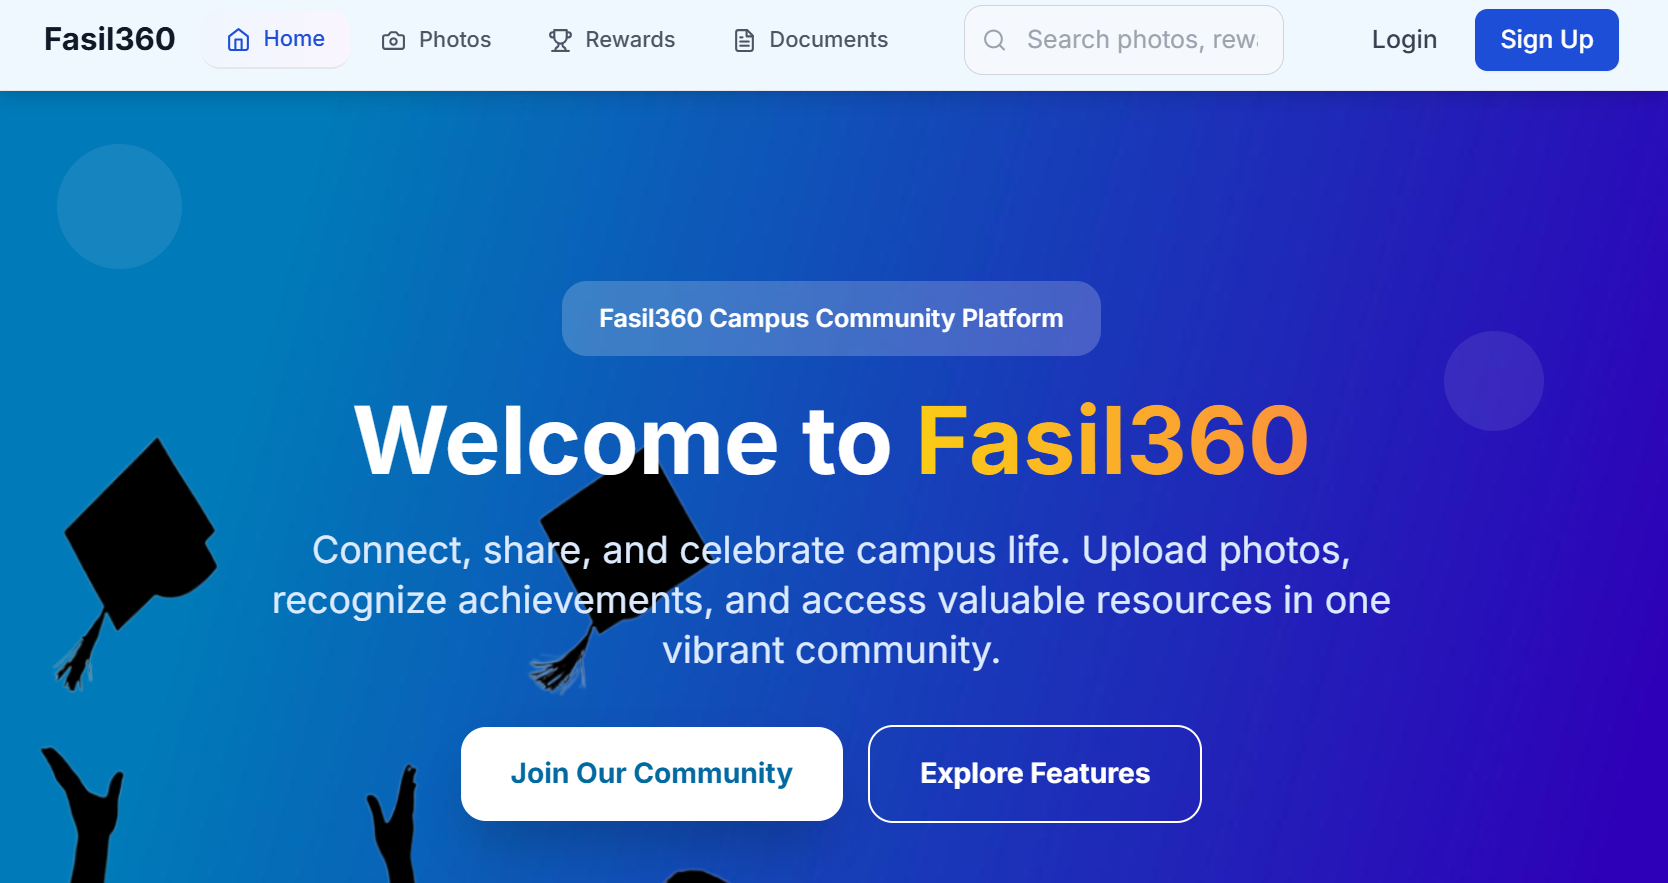 Fasil360
Home
Photos
Rewards
Documents
Search photos, rew
Login
Sign Up
Fasil360 Campus Community Platform
Welcome to Fasil360
Connect, share, and celebrate campus life. Upload photos,
recognize achievements, and access valuable resources in one
vibrant community.
Join Our Community
Explore Features